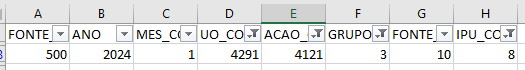 A B C D E F G H
FONTE_ ANO MES_CO UO_CO ACAO_ GRUPO FONTE_ IPU_CO
500 2024 1 4291 4121 3 10 8